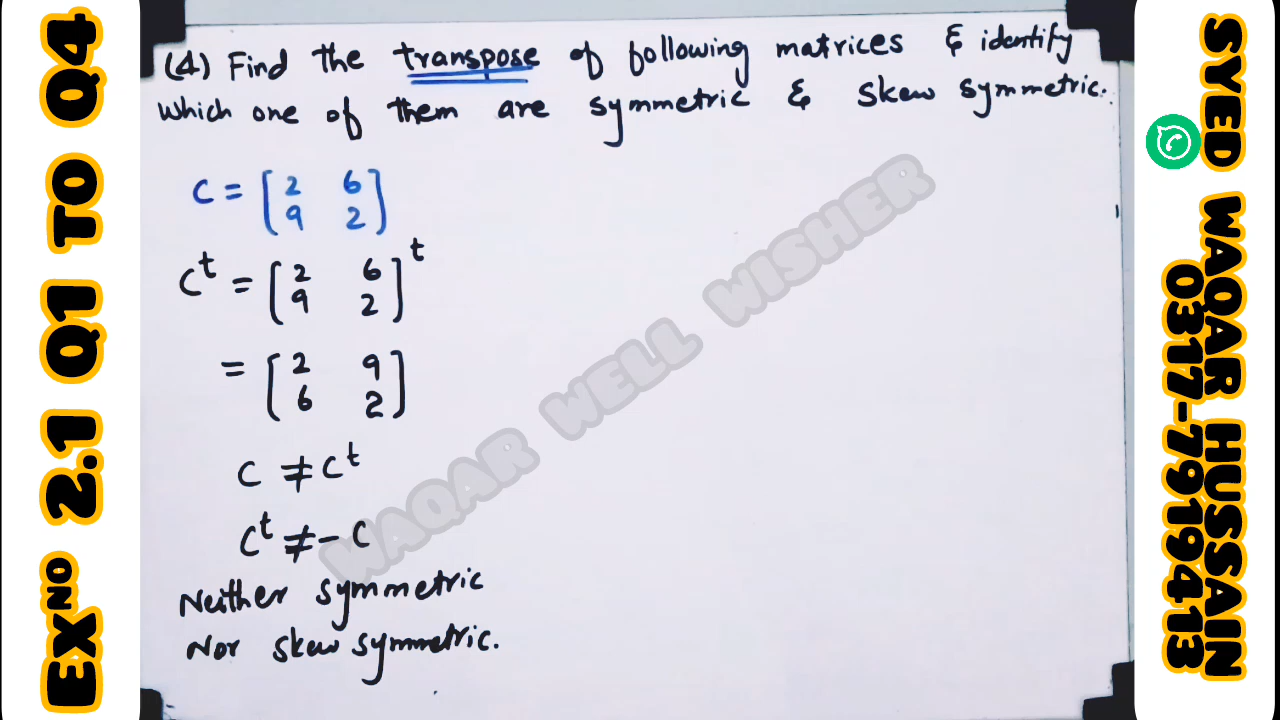 EX NO 2.1 Q1 TO Q4
(4) Find the transpose of following matrices & identify
which one of them are symmetric & skew symmetric.
C = [2 6
9 2]
Cᵗ = [2 6
9 2]ᵗ
= [2 9
6 2]
C ≠ Cᵗ
Cᵗ ≠ - C
Neither symmetric
Nor skew symmetric.
WAQAR WELL WISHER
SYED WAQAR HUSSAIN
0317-7919413